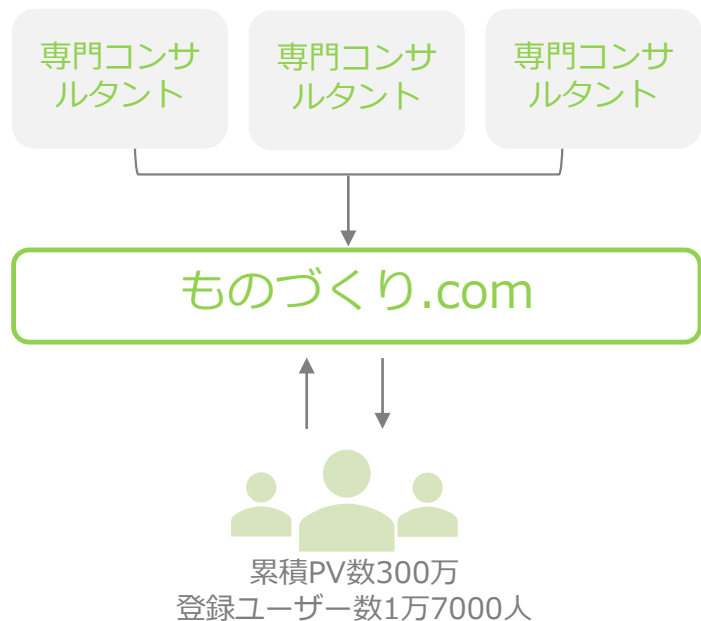 専門コンサ
ルタント
専門コンサ
ルタント
専門コンサ
ルタント
ものづくり.com
累積PV数300万
登録ユーザー数1万7000人